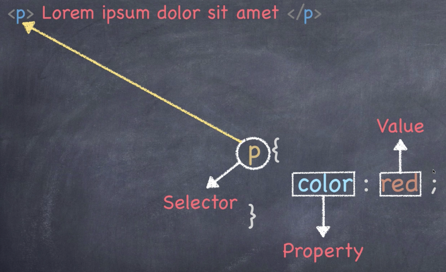 <p> Lorem ipsum dolor sit amet </p>
Value
p {
color : red ;
Selector
}
Property